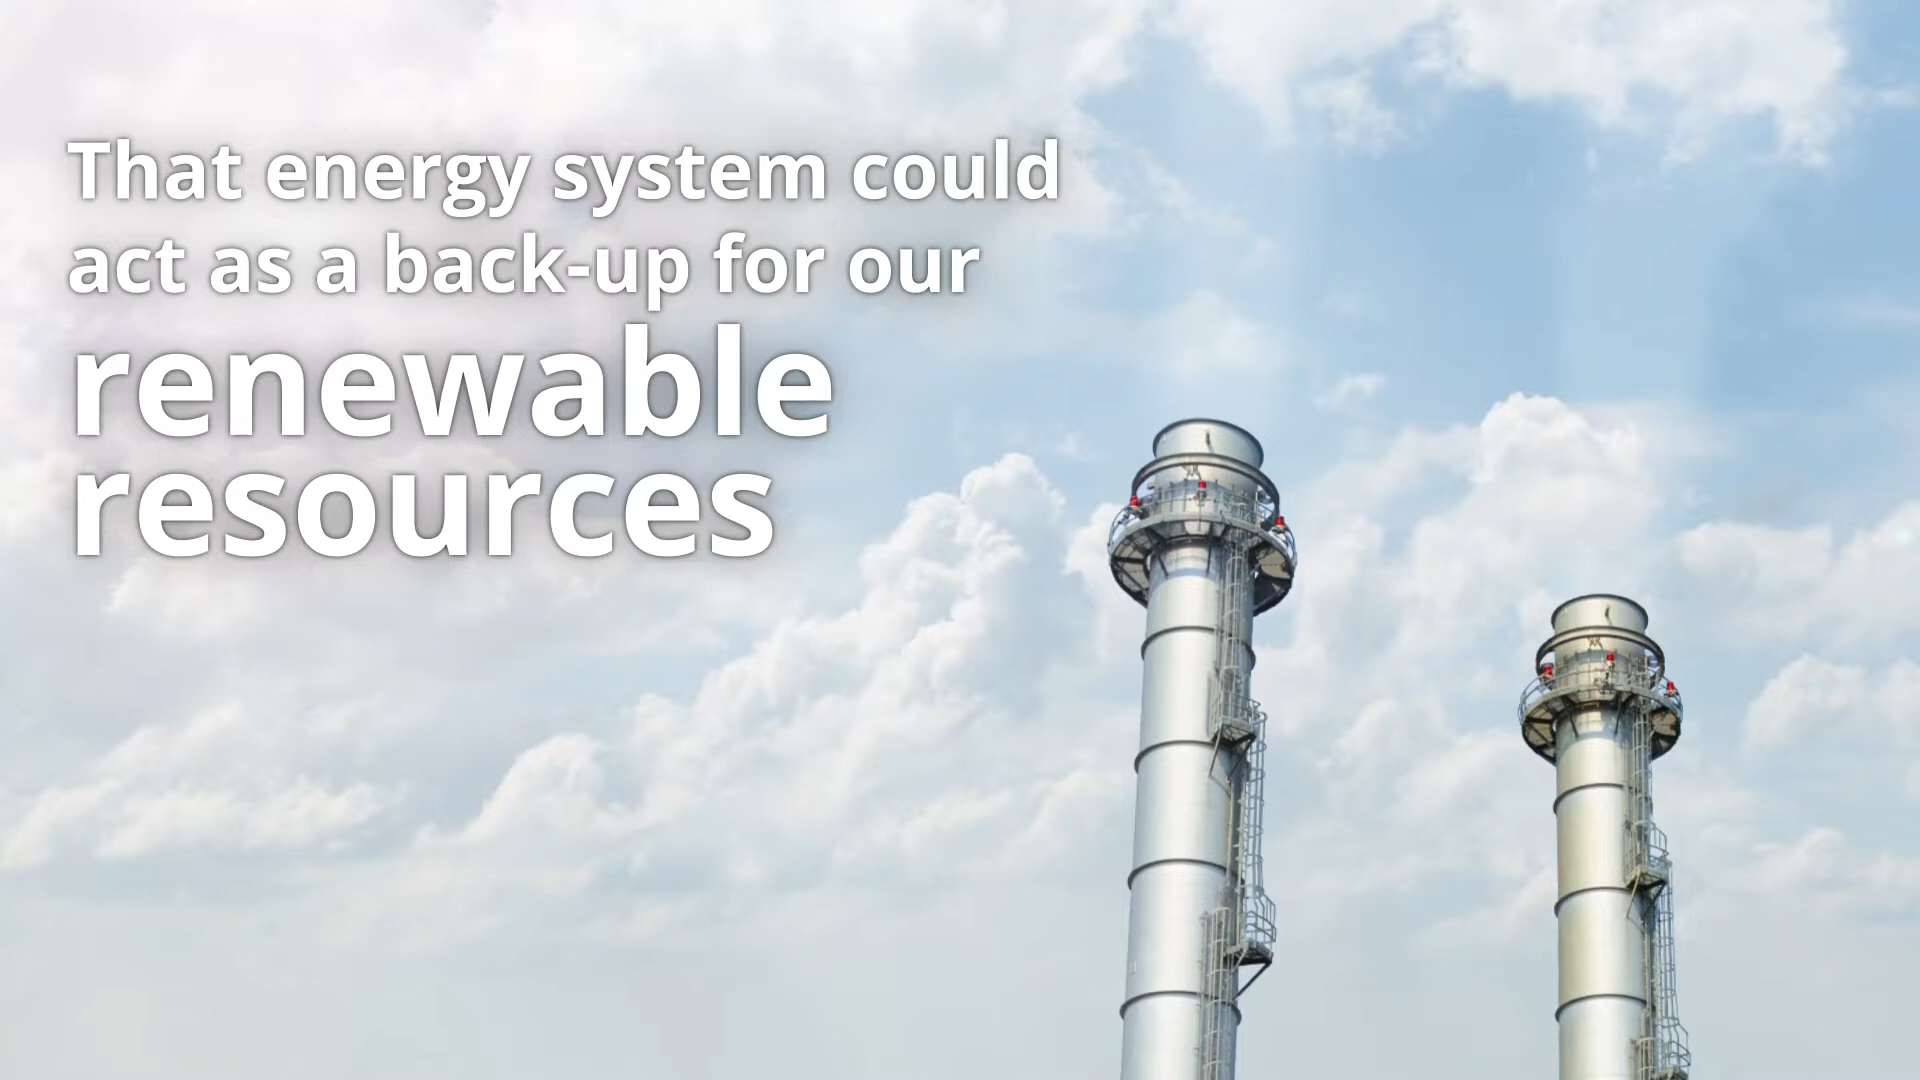 That energy system could
act as a back-up for our
renewable
resources